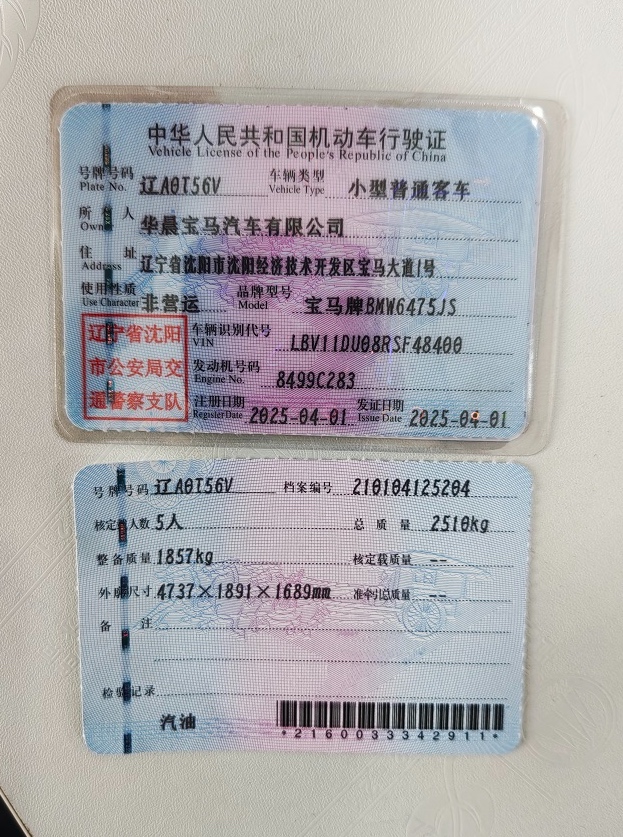 中华人民共和国机动车行驶证
Vehicle License of the People's Republic of China
号牌号码 辽A0T56V 车辆类型 小型普通客车
Plate No. Vehicle Type
所 人 华晨宝马汽车有限公司
Owner
住 址 辽宁省沈阳市沈阳经济技术开发区宝马大道1号
Address
使用性质 非营运 品牌型号 宝马牌BMW6475JS
Use Character Model
辽宁省沈阳
市公安局交
通警察支队
车辆识别代号 LBV11DU08RSF48400
VIN
发动机号码 8499C283
Engine No.
注册日期 2025-04-01 发证日期 2025-04-01
Register Date Issue Date
号牌号码 辽A0T56V 档案编号 210104125204
核定 人数 5人 总质量 2510kg
整备质量 1857kg 核定载质量 --
外廓尺寸 4737×1891×1689mm 准牵引总质量 --
备 注
检验记录
汽油
*2160033342911*